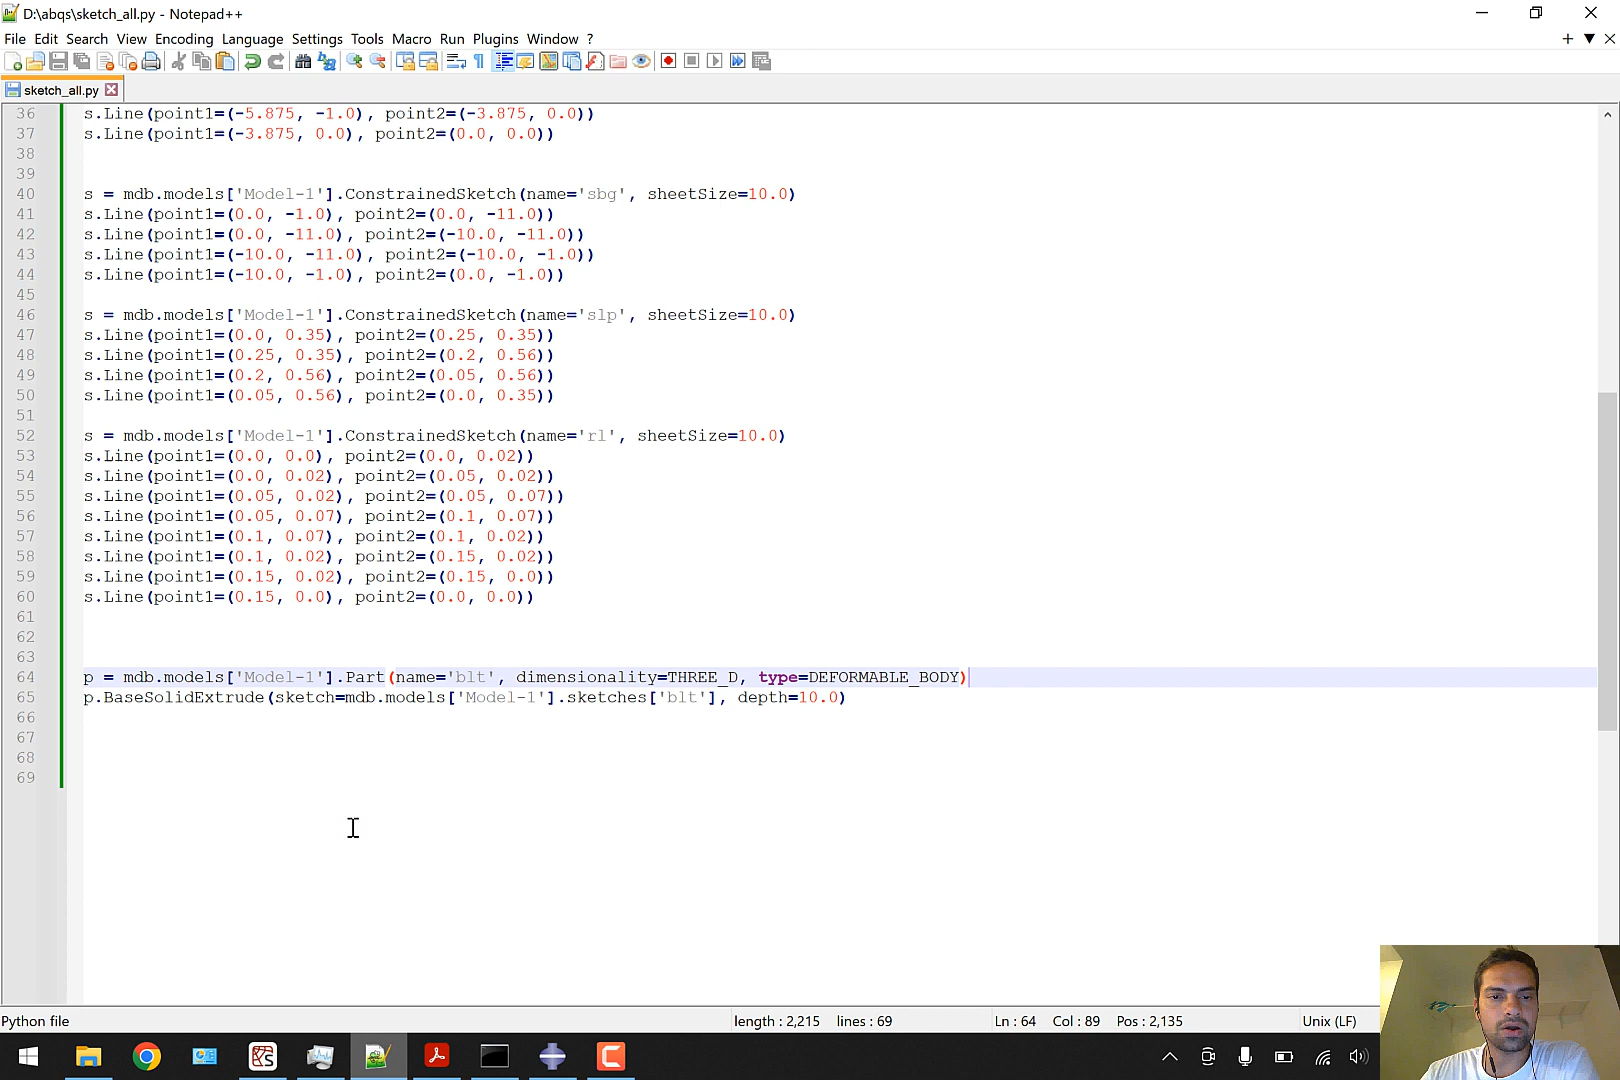 D:\abqs\sketch_all.py - Notepad++
File Edit Search View Encoding Language Settings Tools Macro Run Plugins Window ?
sketch_all.py
36 s.Line(point1=(-5.875, -1.0), point2=(-3.875, 0.0))
37 s.Line(point1=(-3.875, 0.0), point2=(0.0, 0.0))
38
39
40 s = mdb.models['Model-1'].ConstrainedSketch(name='sbg', sheetSize=10.0)
41 s.Line(point1=(0.0, -1.0), point2=(0.0, -11.0))
42 s.Line(point1=(0.0, -11.0), point2=(-10.0, -11.0))
43 s.Line(point1=(-10.0, -11.0), point2=(-10.0, -1.0))
44 s.Line(point1=(-10.0, -1.0), point2=(0.0, -1.0))
45
46 s = mdb.models['Model-1'].ConstrainedSketch(name='slp', sheetSize=10.0)
47 s.Line(point1=(0.0, 0.35), point2=(0.25, 0.35))
48 s.Line(point1=(0.25, 0.35), point2=(0.2, 0.56))
49 s.Line(point1=(0.2, 0.56), point2=(0.05, 0.56))
50 s.Line(point1=(0.05, 0.56), point2=(0.0, 0.35))
51
52 s = mdb.models['Model-1'].ConstrainedSketch(name='rl', sheetSize=10.0)
53 s.Line(point1=(0.0, 0.0), point2=(0.0, 0.02))
54 s.Line(point1=(0.0, 0.02), point2=(0.05, 0.02))
55 s.Line(point1=(0.05, 0.02), point2=(0.05, 0.07))
56 s.Line(point1=(0.05, 0.07), point2=(0.1, 0.07))
57 s.Line(point1=(0.1, 0.07), point2=(0.1, 0.02))
58 s.Line(point1=(0.1, 0.02), point2=(0.15, 0.02))
59 s.Line(point1=(0.15, 0.02), point2=(0.15, 0.0))
60 s.Line(point1=(0.15, 0.0), point2=(0.0, 0.0))
61
62
63
64 p = mdb.models['Model-1'].Part(name='blt', dimensionality=THREE_D, type=DEFORMABLE_BODY)
65 p.BaseSolidExtrude(sketch=mdb.models['Model-1'].sketches['blt'], depth=10.0)
66
67
68
69
Python file length : 2,215 lines : 69 Ln : 64 Col : 89 Pos : 2,135 Unix (LF)